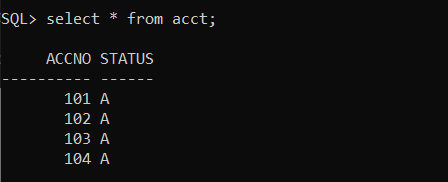 SQL> select * from acct;
ACCNO STATUS
---------- ------
101 A
102 A
103 A
104 A